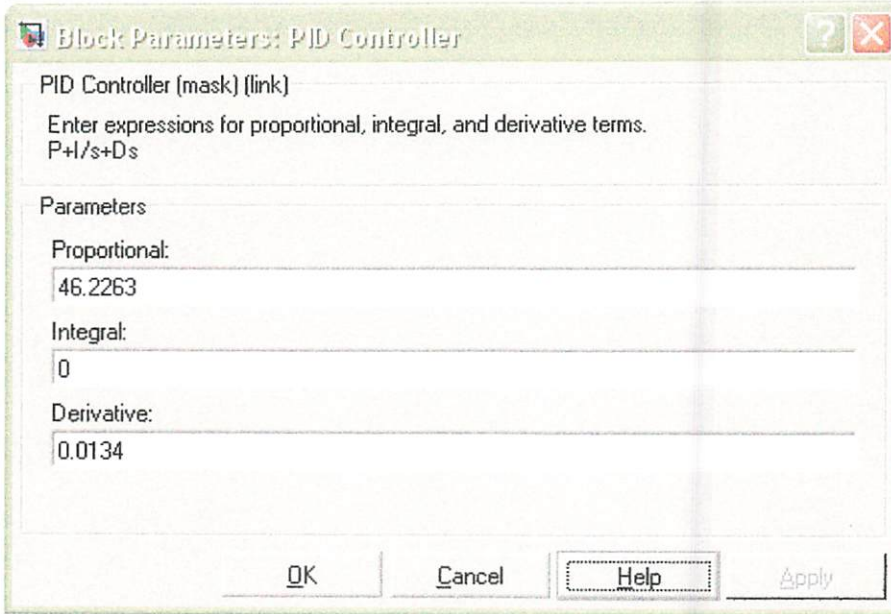 Block Parameters: PID Controller
PID Controller (mask) (link)
Enter expressions for proportional, integral, and derivative terms.
P+I/s+Ds
Parameters
Proportional:
46.2263
Integral:
0
Derivative:
0.0134
OK
Cancel
Help
Apply